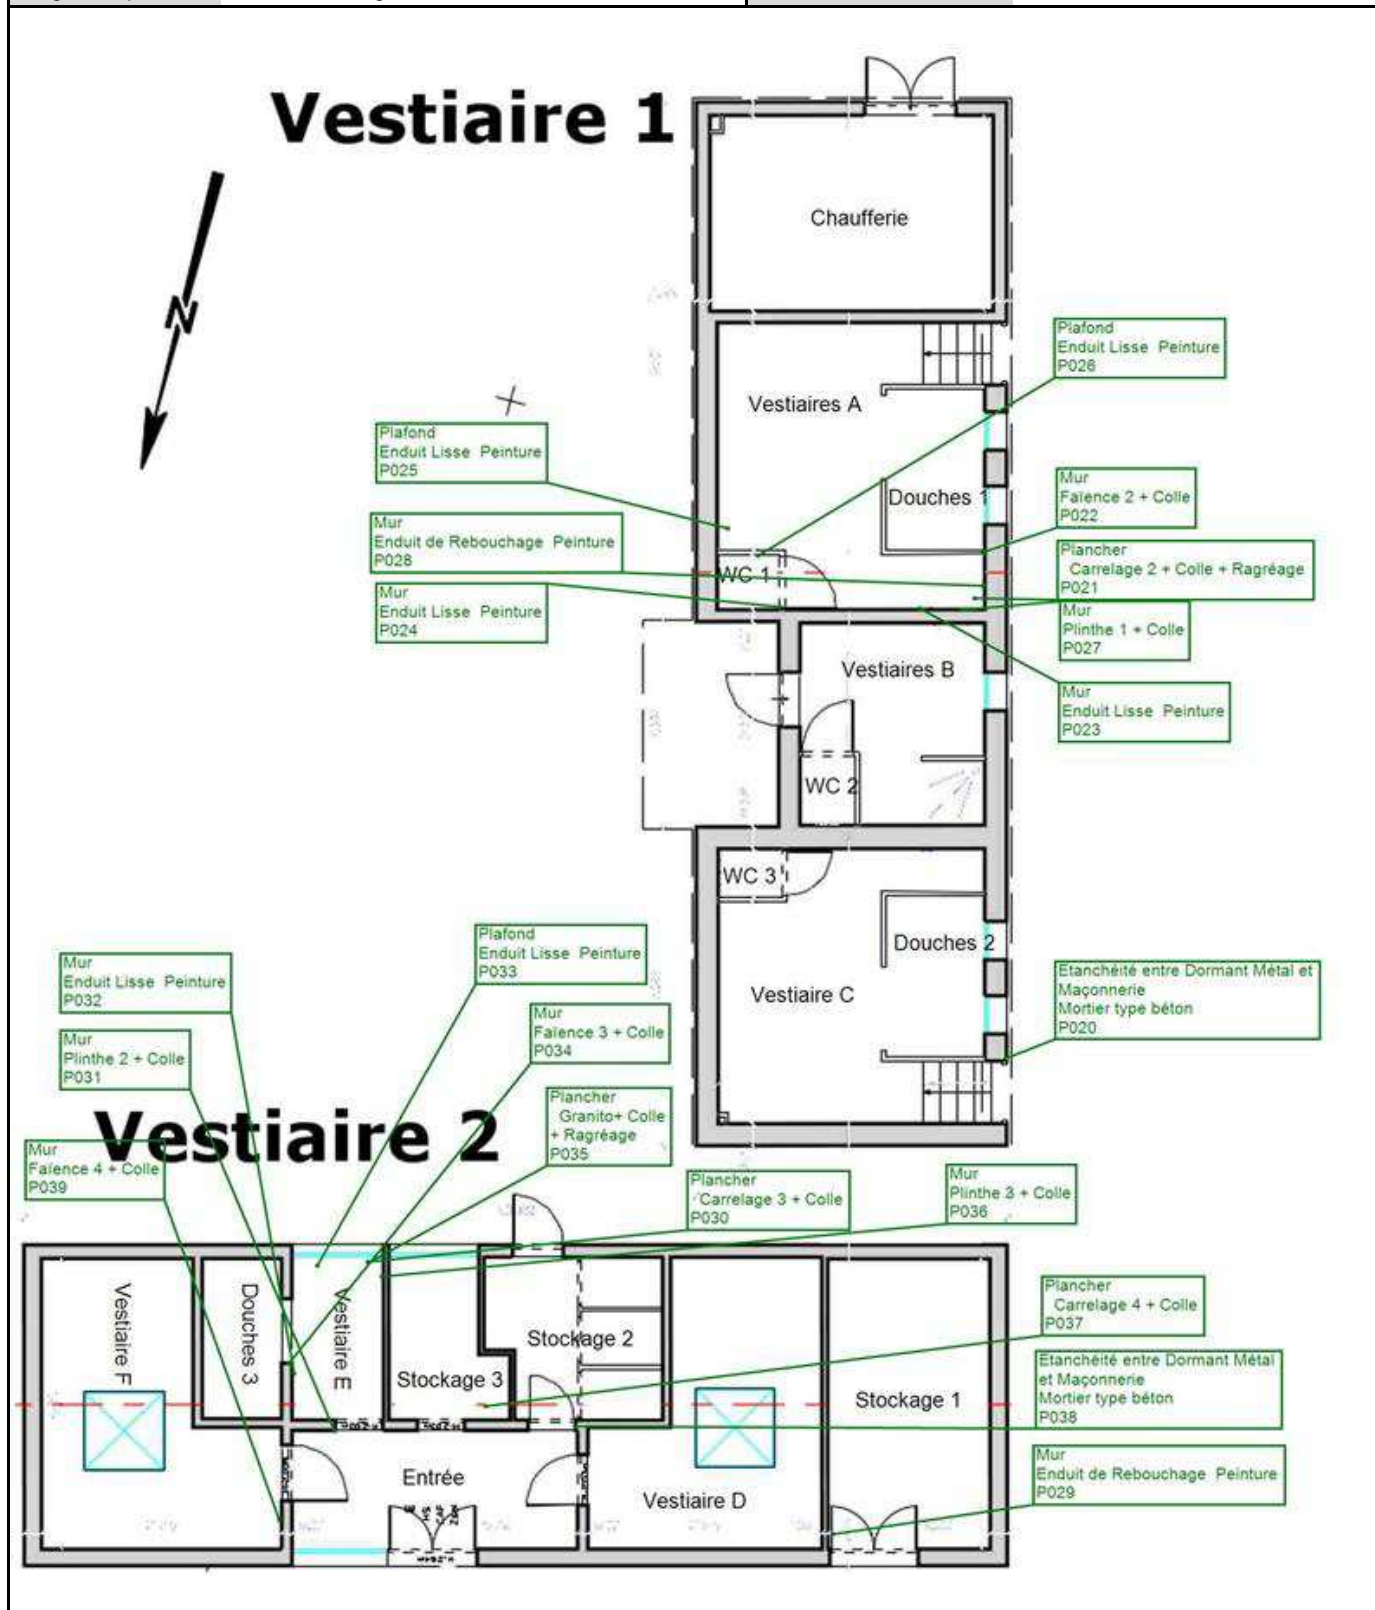 Vestiaire 1
Chaufferie
Plafond
Enduit Lisse Peinture
P026
Vestiaires A
Plafond
Enduit Lisse Peinture
P025
Douches 1
Mur
Faïence 2 + Colle
P022
Mur
Enduit de Rebouchage Peinture
P028
Plancher
Carrelage 2 + Colle + Ragréage
P021
WC 1
Mur
Enduit Lisse Peinture
P024
Mur
Plinthe 1 + Colle
P027
Vestiaires B
Mur
Enduit Lisse Peinture
P023
WC 2
WC 3
Douches 2
Vestiaire C
Etanchéité entre Dormant Métal et
Maçonnerie
Mortier type béton
P020
Plafond
Enduit Lisse Peinture
P033
Mur
Enduit Lisse Peinture
P032
Mur
Faïence 3 + Colle
P034
Mur
Plinthe 2 + Colle
P031
Plancher
Granito+ Colle
+ Ragréage
P035
Vestiaire 2
Mur
Faïence 4 + Colle
P039
Plancher
Carrelage 3 + Colle
P030
Mur
Plinthe 3 + Colle
P036
Vestiaire F
Douches 3
Vestiaire E
Stockage 3
Stockage 2
Stockage 1
Plancher
Carrelage 4 + Colle
P037
Etanchéité entre Dormant Métal
et Maçonnerie
Mortier type béton
P038
Entrée
Vestiaire D
Mur
Enduit de Rebouchage Peinture
P029
N